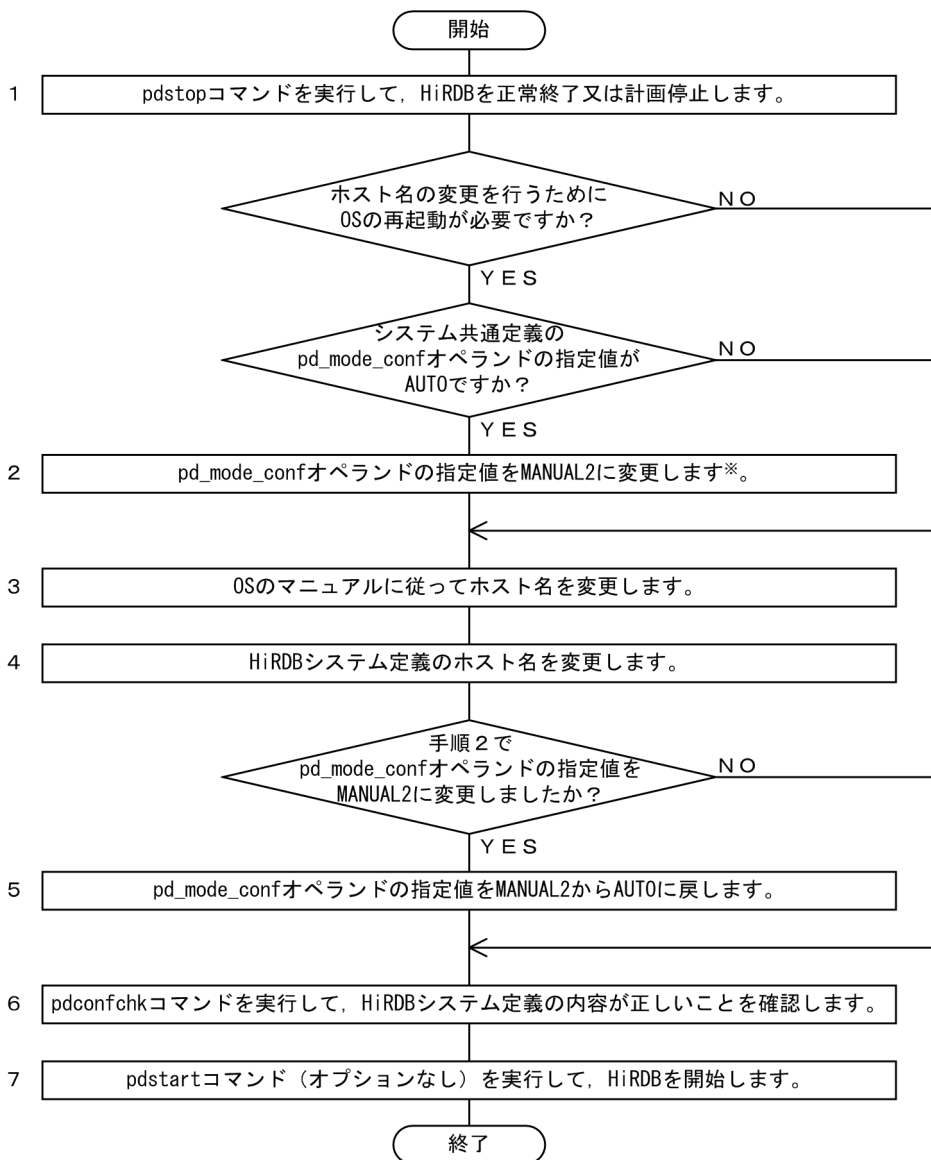 開始
1 pdstopコマンドを実行して，HiRDBを正常終了又は計画停止します。
ホスト名の変更を行うために
OSの再起動が必要ですか？
ＮＯ
ＹＥＳ
システム共通定義の
pd_mode_confオペランドの指定値が
AUTOですか？
ＮＯ
ＹＥＳ
2 pd_mode_confオペランドの指定値をMANUAL2に変更します※。
3 OSのマニュアルに従ってホスト名を変更します。
4 HiRDBシステム定義のホスト名を変更します。
手順２で
pd_mode_confオペランドの指定値を
MANUAL2に変更しましたか？
ＮＯ
ＹＥＳ
5 pd_mode_confオペランドの指定値をMANUAL2からAUTOに戻します。
6 pdconfchkコマンドを実行して，HiRDBシステム定義の内容が正しいことを確認します。
7 pdstartコマンド（オプションなし）を実行して，HiRDBを開始します。
終了